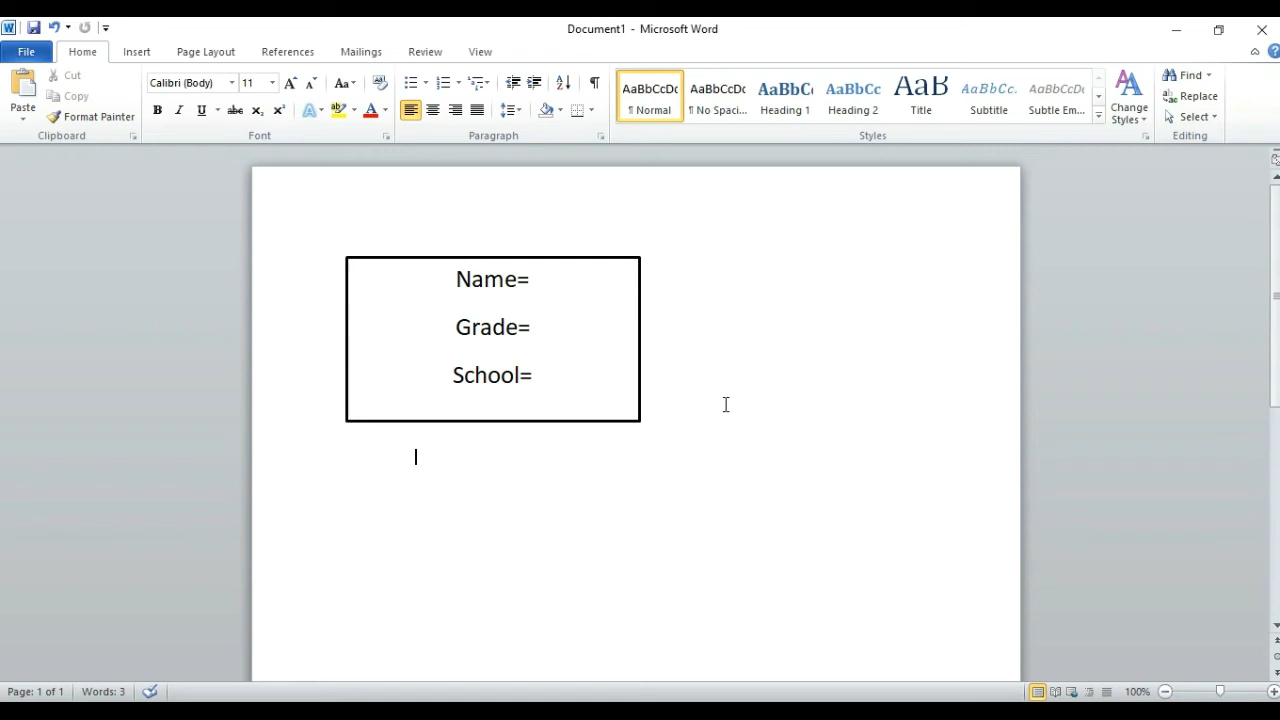 Document1 - Microsoft Word
File Home Insert Page Layout References Mailings Review View
Paste
Cut
Copy
Format Painter
Clipboard
Calibri (Body) 11
Font
Paragraph
AaBbCcDc AaBbCcDc AaBbC( AaBbCc AaB AaBbCc. AaBbCcDc
¶ Normal ¶ No Spaci... Heading 1 Heading 2 Title Subtitle Subtle Em...
Styles
Change Styles
Find
Replace
Select
Editing
Name=
Grade=
School=
Page: 1 of 1 Words: 3 100%